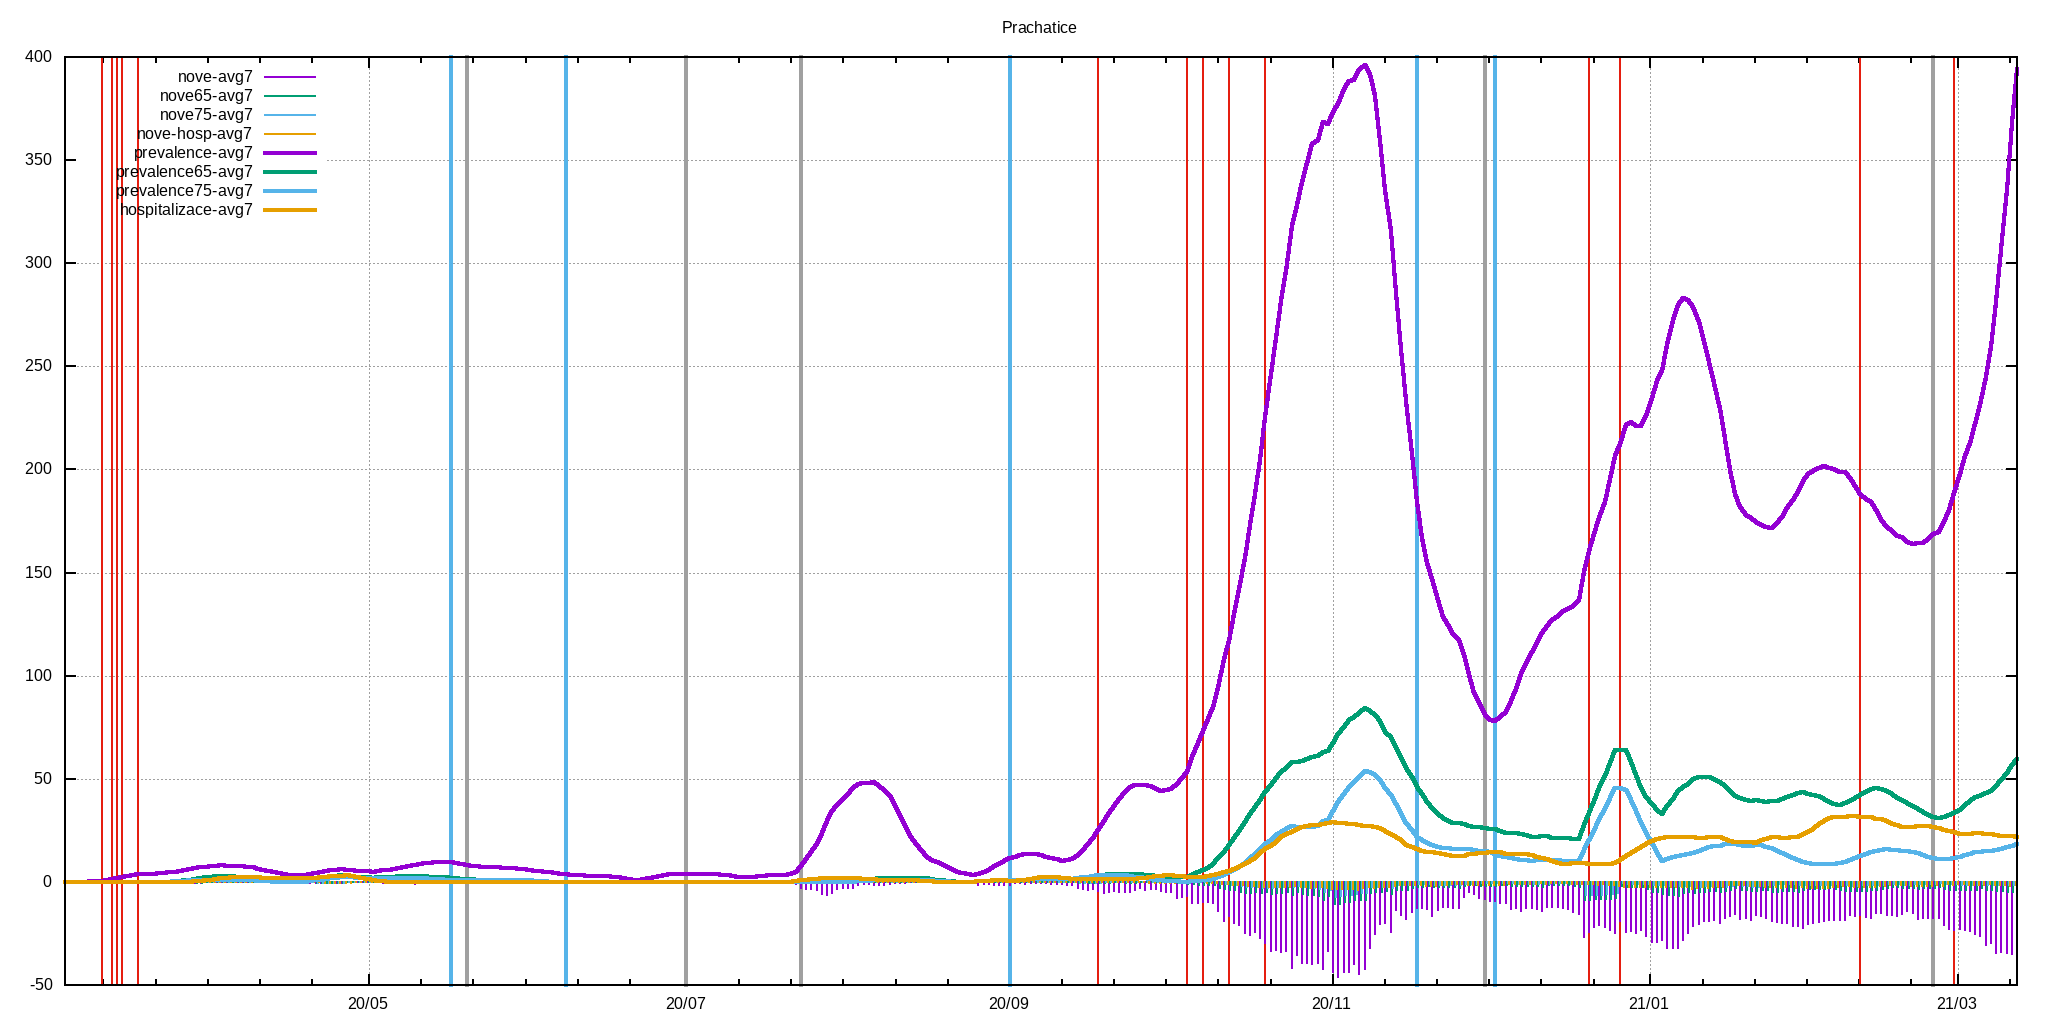 Prachatice
400
350
300
250
200
150
100
50
0
-50
nove-avg7
nove65-avg7
nove75-avg7
nove-hosp-avg7
prevalence-avg7
prevalence65-avg7
prevalence75-avg7
hospitalizace-avg7
20/05
20/07
20/09
20/11
21/01
21/03